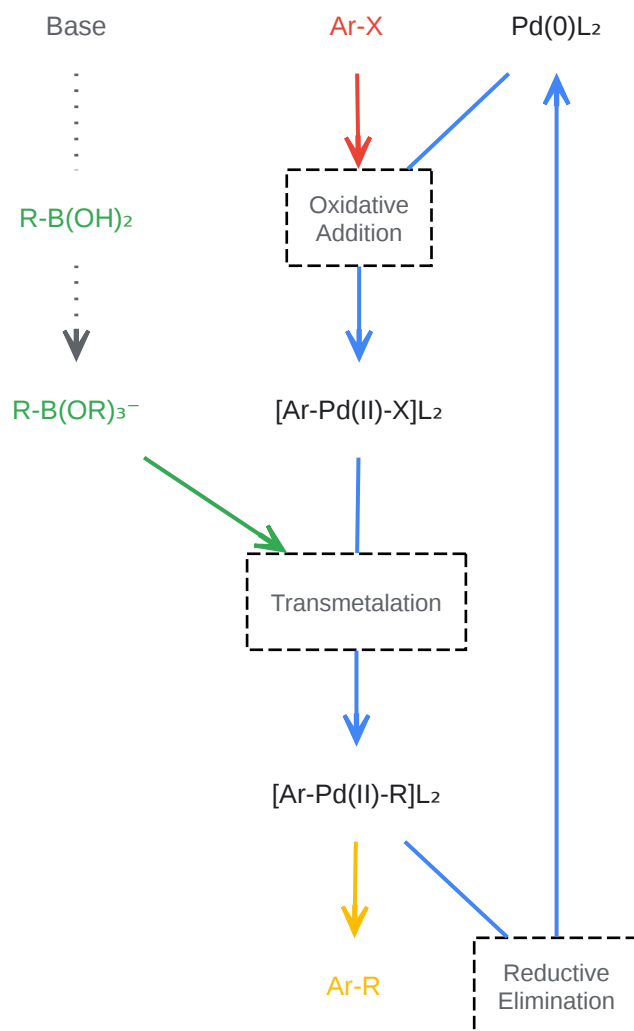 Base
Ar-X
Pd(0)L₂
Oxidative
Addition
R-B(OH)₂
R-B(OR)₃⁻
[Ar-Pd(II)-X]L₂
Transmetalation
[Ar-Pd(II)-R]L₂
Ar-R
Reductive
Elimination